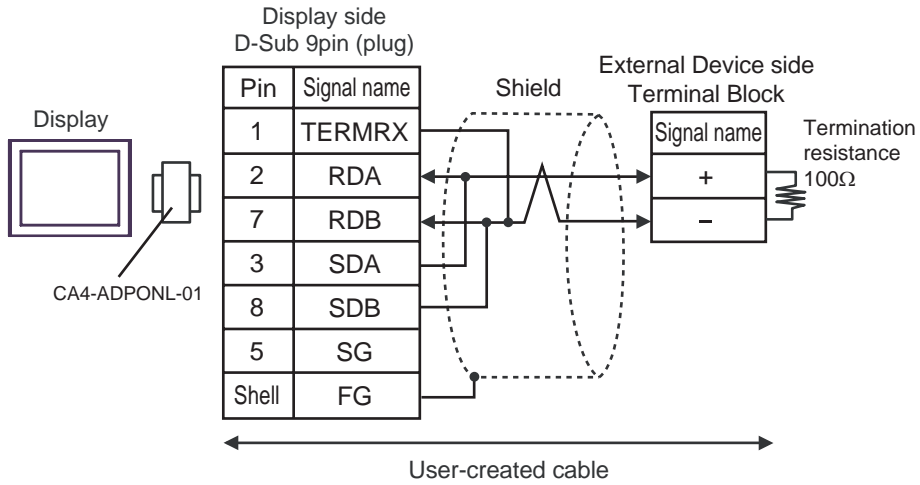 Display side
D-Sub 9pin (plug)
External Device side
Terminal Block
Display
CA4-ADPONL-01
Pin Signal name
1 TERMRX
2 RDA
7 RDB
3 SDA
8 SDB
5 SG
Shell FG
Shield
Signal name
+
−
Termination
resistance
100Ω
User-created cable